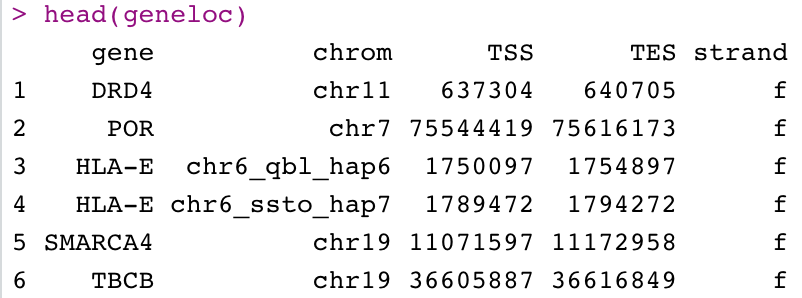 > head(geneloc)
gene chrom TSS TES strand
1 DRD4 chr11 637304 640705 f
2 POR chr7 75544419 75616173 f
3 HLA-E chr6_qbl_hap6 1750097 1754897 f
4 HLA-E chr6_ssto_hap7 1789472 1794272 f
5 SMARCA4 chr19 11071597 11172958 f
6 TBCB chr19 36605887 36616849 f